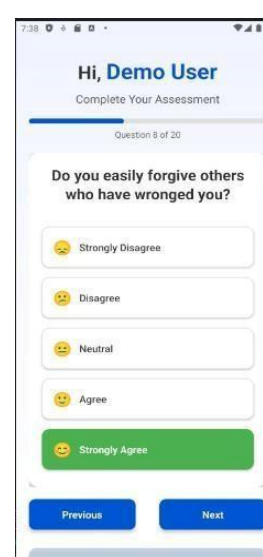 7:38
Hi, Demo User
Complete Your Assessment
Question 8 of 20
Do you easily forgive others
who have wronged you?
Strongly Disagree
Disagree
Neutral
Agree
Strongly Agree
Previous Next